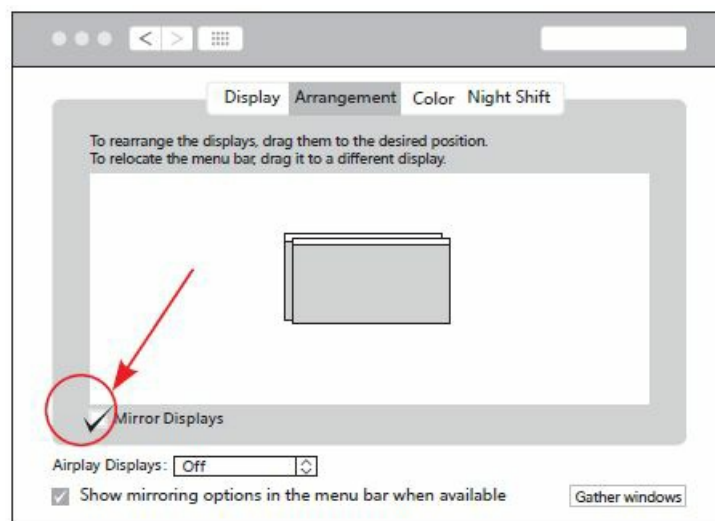 Display Arrangement Color Night Shift
To rearrange the displays, drag them to the desired position.
To relocate the menu bar, drag it to a different display.
Mirror Displays
Airplay Displays: Off
Show mirroring options in the menu bar when available
Gather windows